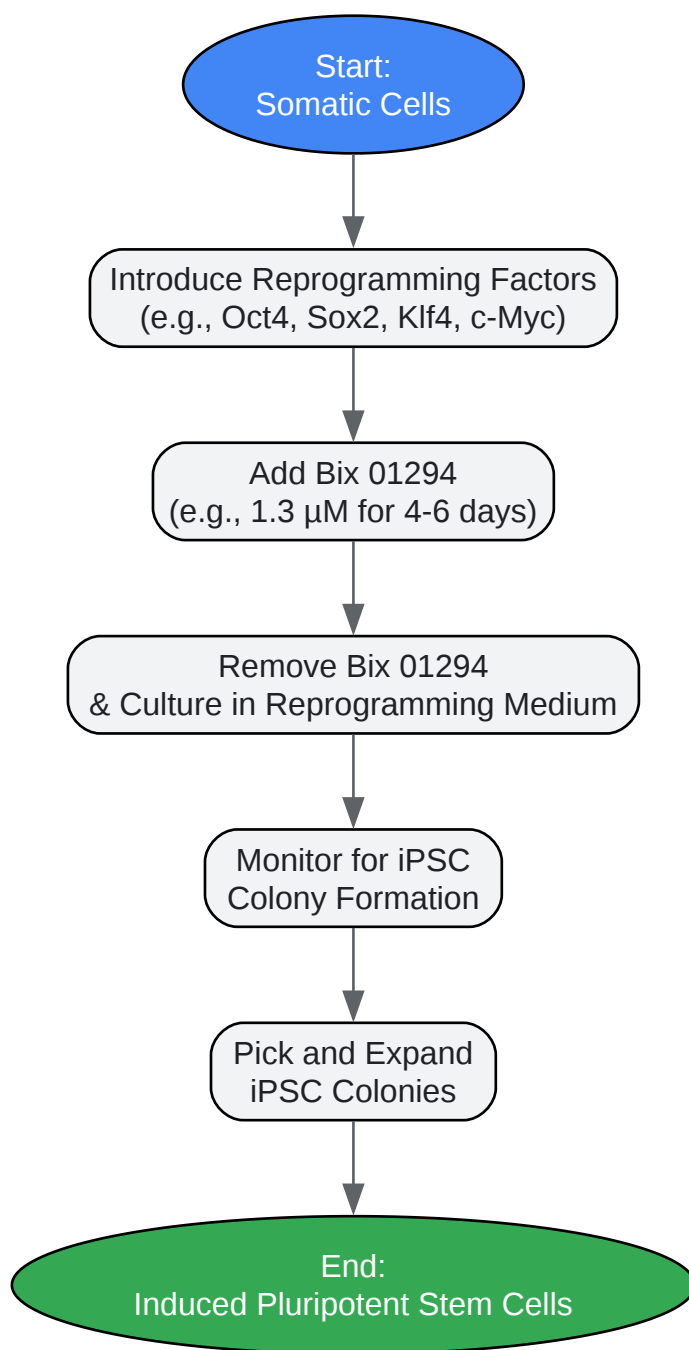 Start:
Somatic Cells
Introduce Reprogramming Factors
(e.g., Oct4, Sox2, Klf4, c-Myc)
Add Bix 01294
(e.g., 1.3 µM for 4-6 days)
Remove Bix 01294
& Culture in Reprogramming Medium
Monitor for iPSC
Colony Formation
Pick and Expand
iPSC Colonies
End:
Induced Pluripotent Stem Cells